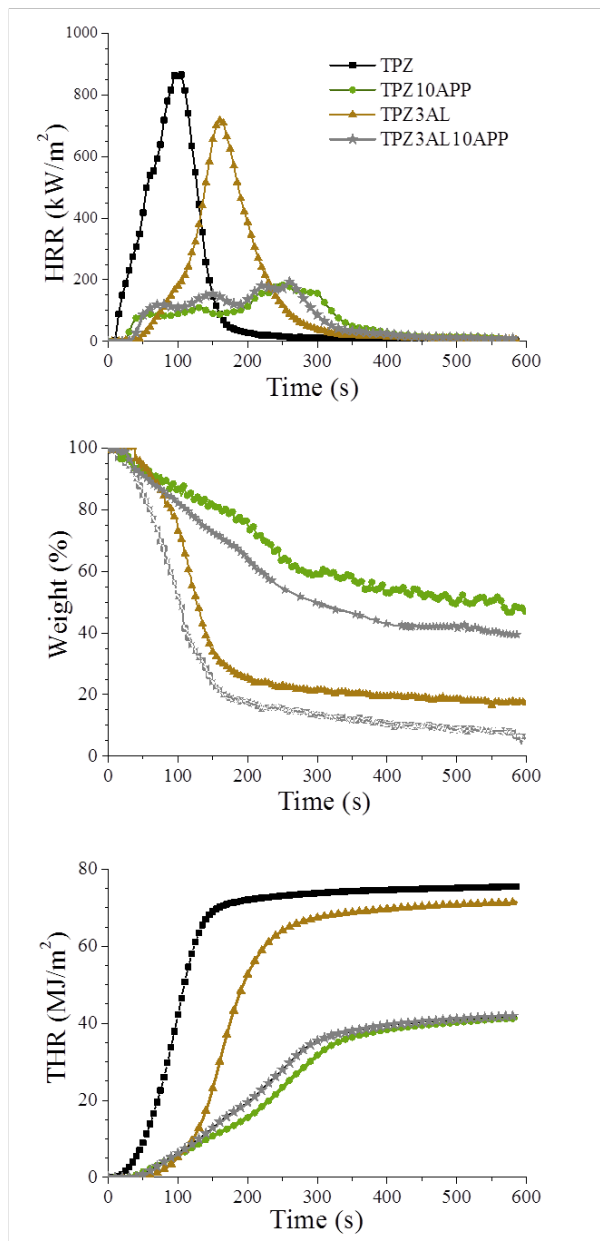 1000
800
600
400
200
0
HRR (kW/m²)
TPZ
TPZ10APP
TPZ3AL
TPZ3AL10APP
0 100 200 300 400 500 600
Time (s)
100
80
60
40
20
0
Weight (%)
0 100 200 300 400 500 600
Time (s)
80
60
40
20
0
THR (MJ/m²)
0 100 200 300 400 500 600
Time (s)